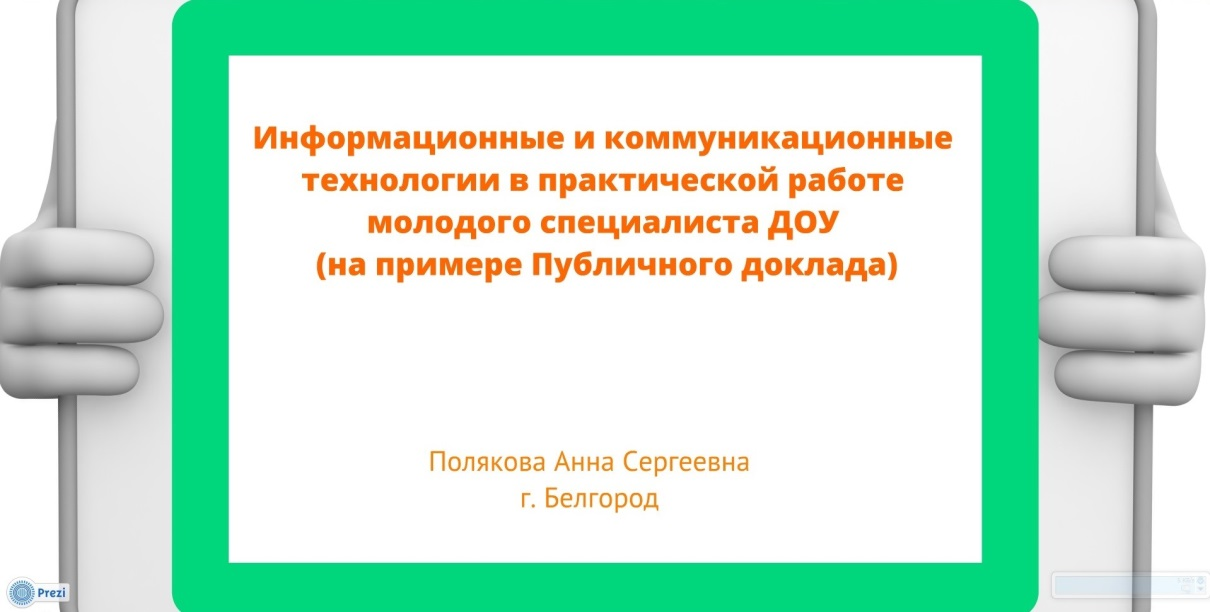 Информационные и коммуникационные
технологии в практической работе
молодого специалиста ДОУ
(на примере Публичного доклада)
Полякова Анна Сергеевна
г. Белгород
Prezi